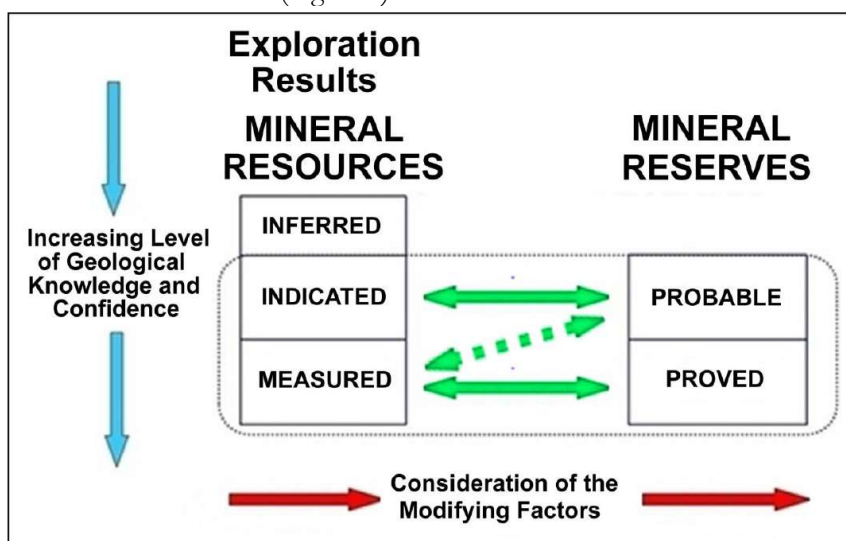 Exploration
Results
MINERAL
RESOURCES
MINERAL
RESERVES
INFERRED
Increasing Level
of Geological
Knowledge and
Confidence
INDICATED
PROBABLE
MEASURED
PROVED
Consideration of the
Modifying Factors